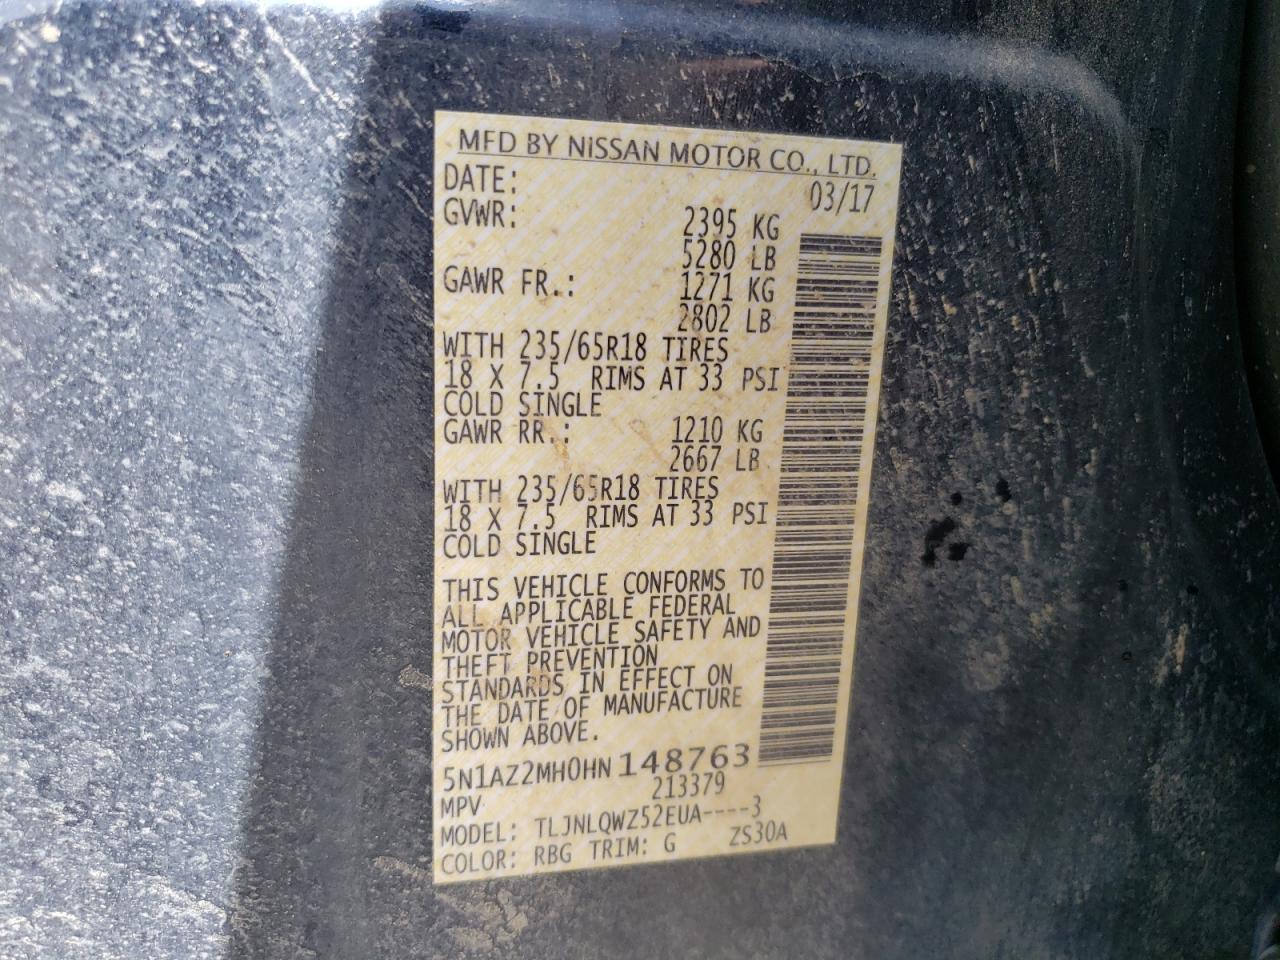 MFD BY NISSAN MOTOR CO., LTD.
DATE: 03/17
GVWR: 2395 KG
5280 LB
GAWR FR.: 1271 KG
2802 LB
WITH 235/65R18 TIRES
18 X 7.5 RIMS AT 33 PSI
COLD SINGLE
GAWR RR.: 1210 KG
2667 LB
WITH 235/65R18 TIRES
18 X 7.5 RIMS AT 33 PSI
COLD SINGLE
THIS VEHICLE CONFORMS TO
ALL APPLICABLE FEDERAL
MOTOR VEHICLE SAFETY AND
THEFT PREVENTION
STANDARDS IN EFFECT ON
THE DATE OF MANUFACTURE
SHOWN ABOVE.
5N1AZ2MH0HN148763
MPV 213379
MODEL: TLJNLQWZ52EUA----3
COLOR: RBG TRIM: G ZS30A